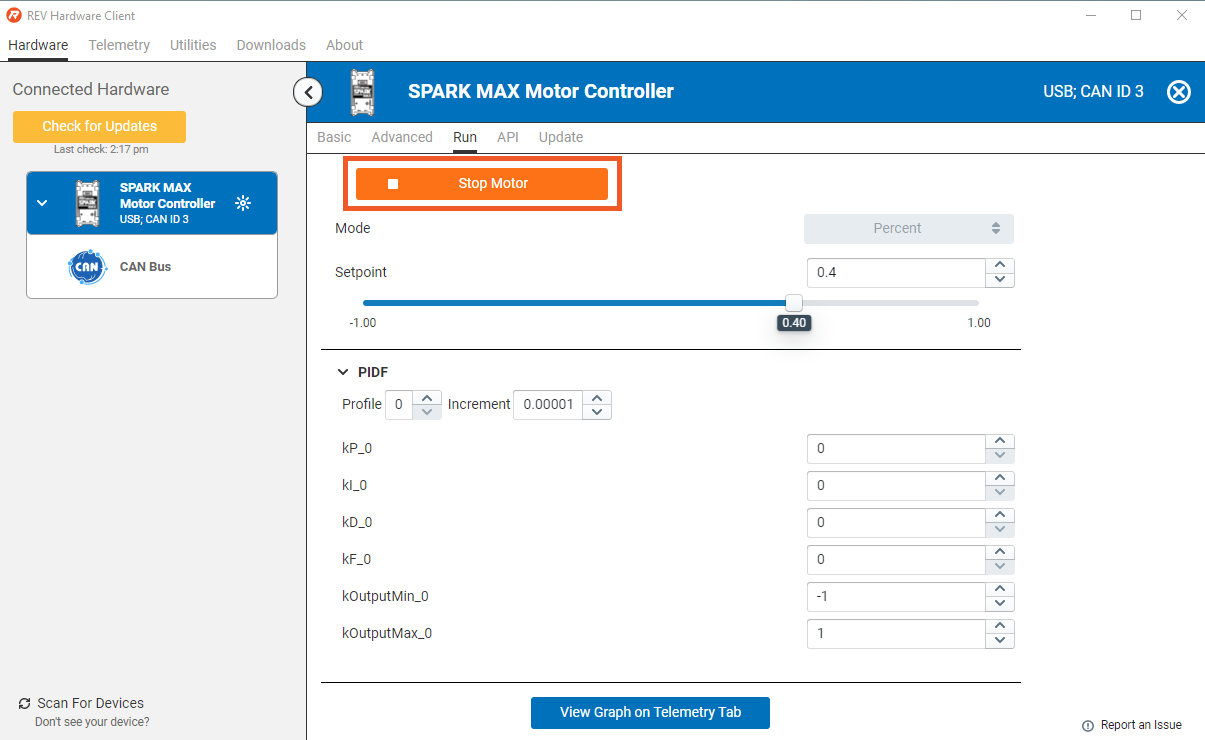 REV Hardware Client
Hardware Telemetry Utilities Downloads About
Connected Hardware
Check for Updates
Last check: 2:17 pm
SPARK MAX
Motor Controller
USB; CAN ID 3
CAN
CAN Bus
Scan For Devices
Don't see your device?
SPARK MAX Motor Controller
USB; CAN ID 3
Basic Advanced Run API Update
Stop Motor
Mode Percent
Setpoint 0.4
-1.00 0.40 1.00
PIDF
Profile 0 Increment 0.00001
kP_0 0
kI_0 0
kD_0 0
kF_0 0
kOutputMin_0 -1
kOutputMax_0 1
View Graph on Telemetry Tab
Report an Issue